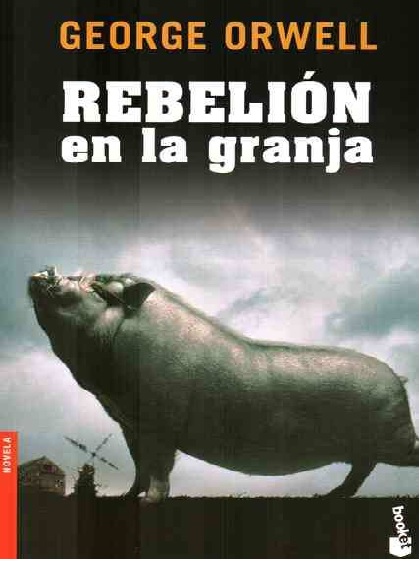 GEORGE ORWELL
REBELIÓN
en la granja
NOVELA
booket